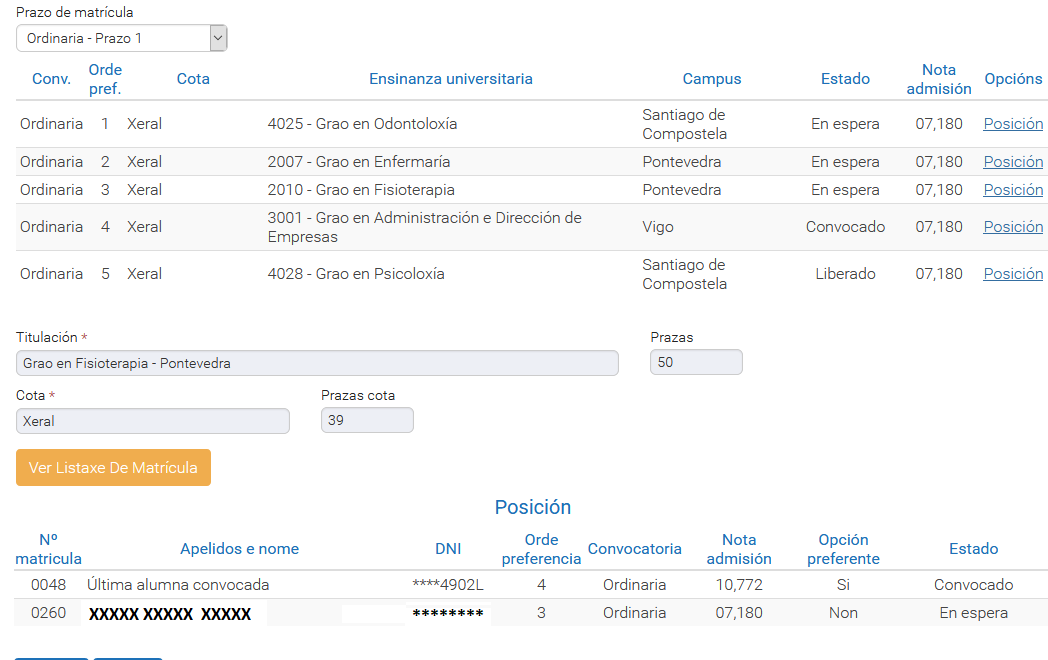 Prazo de matrícula
Ordinaria - Prazo 1
Conv. Orde pref. Cota Ensinanza universitaria Campus Estado Nota admisión Opcións
Ordinaria 1 Xeral 4025 - Grao en Odontoloxía Santiago de Compostela En espera 07,180 Posición
Ordinaria 2 Xeral 2007 - Grao en Enfermaría Pontevedra En espera 07,180 Posición
Ordinaria 3 Xeral 2010 - Grao en Fisioterapia Pontevedra En espera 07,180 Posición
Ordinaria 4 Xeral 3001 - Grao en Administración e Dirección de Empresas Vigo Convocado 07,180 Posición
Ordinaria 5 Xeral 4028 - Grao en Psicoloxía Santiago de Compostela Liberado 07,180 Posición
Titulación * Prazas
Grao en Fisioterapia - Pontevedra 50
Cota * Prazas cota
Xeral 39
Ver Listaxe De Matrícula
Posición
Nº matricula Apelidos e nome DNI Orde preferencia Convocatoria Nota admisión Opción preferente Estado
0048 Última alumna convocada ****4902L 4 Ordinaria 10,772 Si Convocado
0260 XXXXX XXXXX XXXXX ******** 3 Ordinaria 07,180 Non En espera